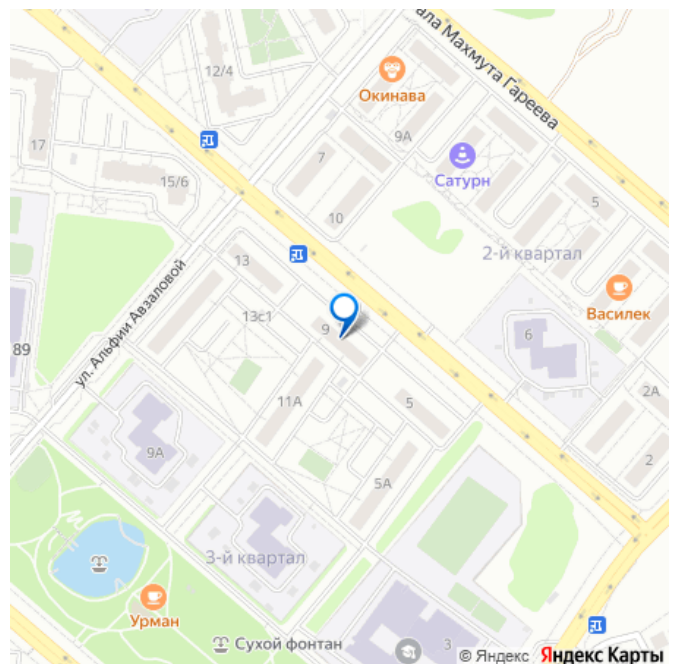 ала Махмута Гареева
12/4
Окинава
17
9А
7
Сатурн
15/6
5
10
2-й квартал
13
ул. Альфии Авзаловой
13с1
Василек
9
6
89
2А
11А
5
9А
2
5А
3-й квартал
Урман
Сухой фонтан
3
© Яндекс Яндекс Карты